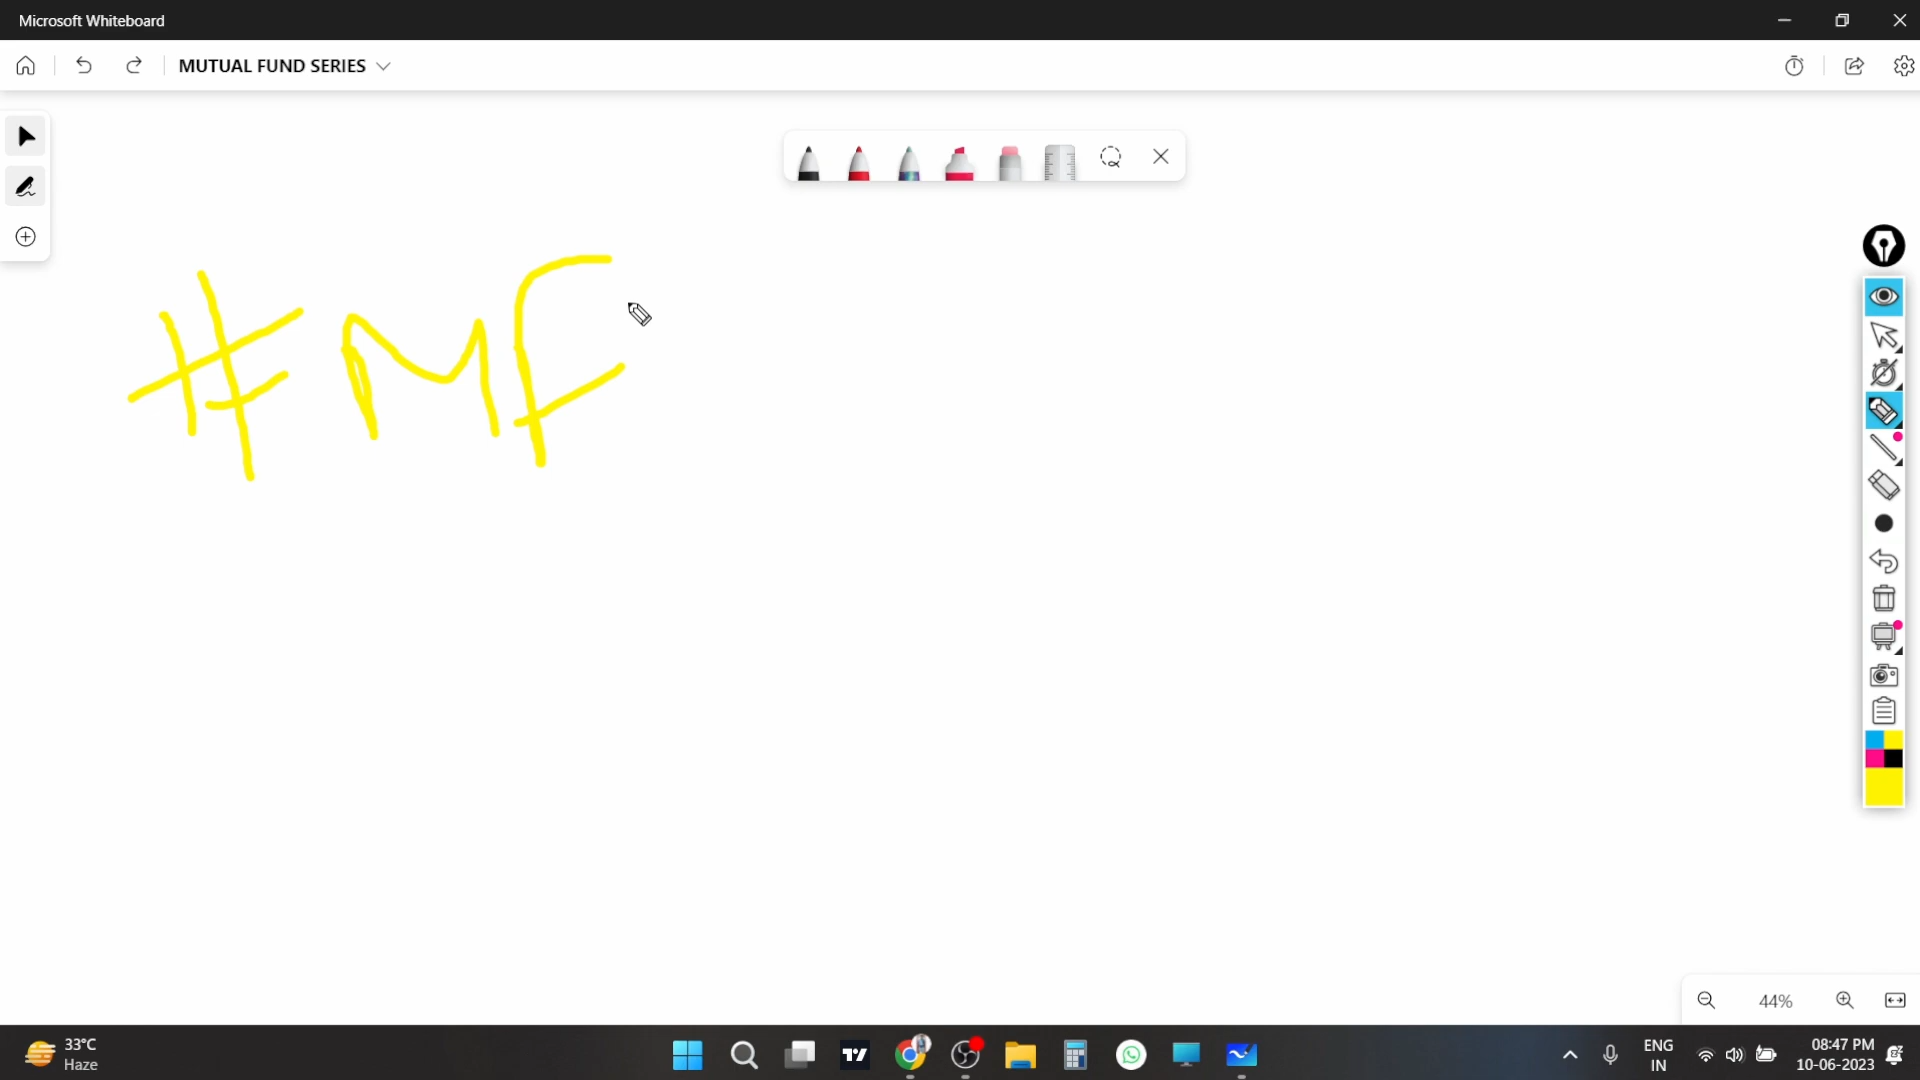 Microsoft Whiteboard
MUTUAL FUND SERIES
#MF
44%
33°C
Haze
ENG
IN
08:47 PM
10-06-2023